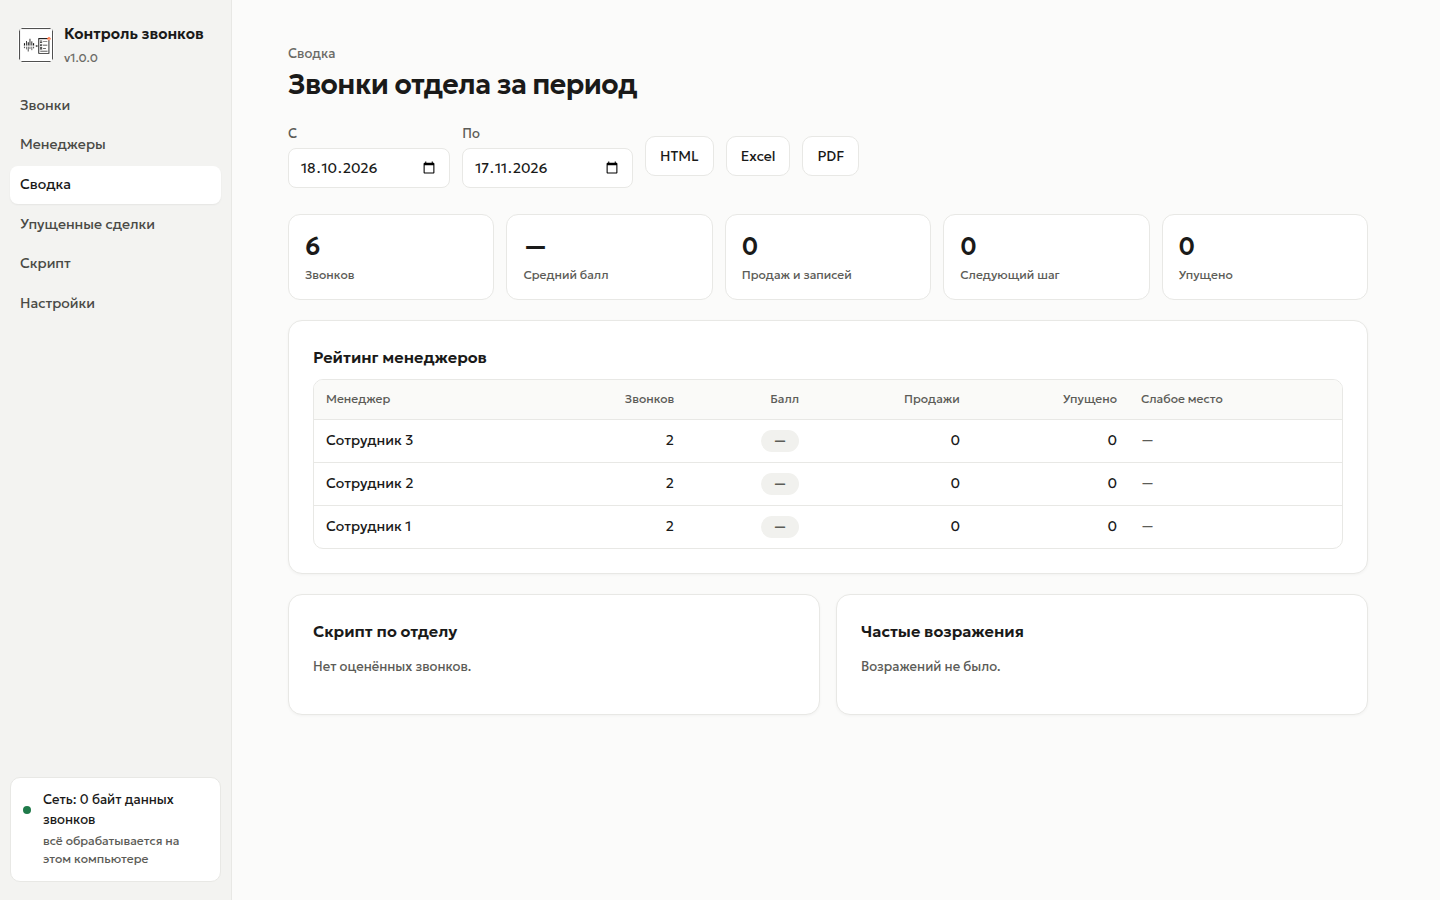 Контроль звонков
v1.0.0
Звонки
Менеджеры
Сводка
Упущенные сделки
Скрипт
Настройки
Сеть: 0 байт данных
звонков
всё обрабатывается на
этом компьютере
Сводка
Звонки отдела за период
С По
18.10.2026 17.11.2026 HTML Excel PDF
6 — 0 0 0
Звонков Средний балл Продаж и записей Следующий шаг Упущено
Рейтинг менеджеров
Менеджер Звонков Балл Продажи Упущено Слабое место
Сотрудник 3 2 — 0 0 —
Сотрудник 2 2 — 0 0 —
Сотрудник 1 2 — 0 0 —
Скрипт по отделу
Нет оценённых звонков.
Частые возражения
Возражений не было.